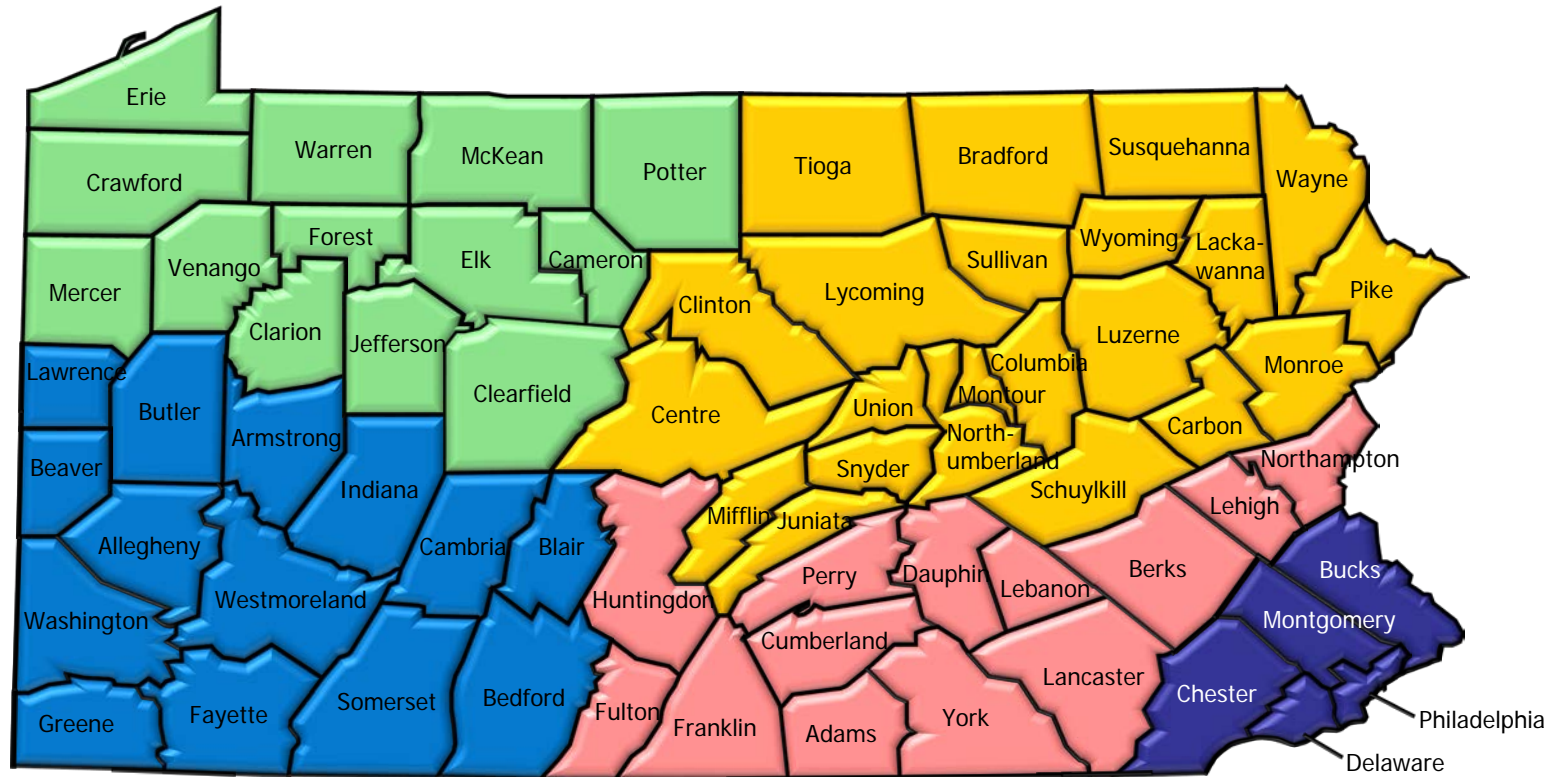 Erie
Warren
McKean
Potter
Tioga
Bradford
Susquehanna
Wayne
Crawford
Forest
Venango
Elk
Cameron
Sullivan
Wyoming
Lacka-
wanna
Mercer
Clarion
Jefferson
Clinton
Lycoming
Luzerne
Pike
Lawrence
Butler
Armstrong
Clearfield
Centre
Union
Montour
Columbia
Monroe
Carbon
Beaver
Indiana
Snyder
North-
umberland
Schuylkill
Northampton
Lehigh
Allegheny
Cambria
Blair
Mifflin
Juniata
Washington
Westmoreland
Huntingdon
Perry
Dauphin
Lebanon
Berks
Bucks
Montgomery
Cumberland
Greene
Fayette
Somerset
Bedford
Fulton
Franklin
Adams
York
Lancaster
Chester
Philadelphia
Delaware